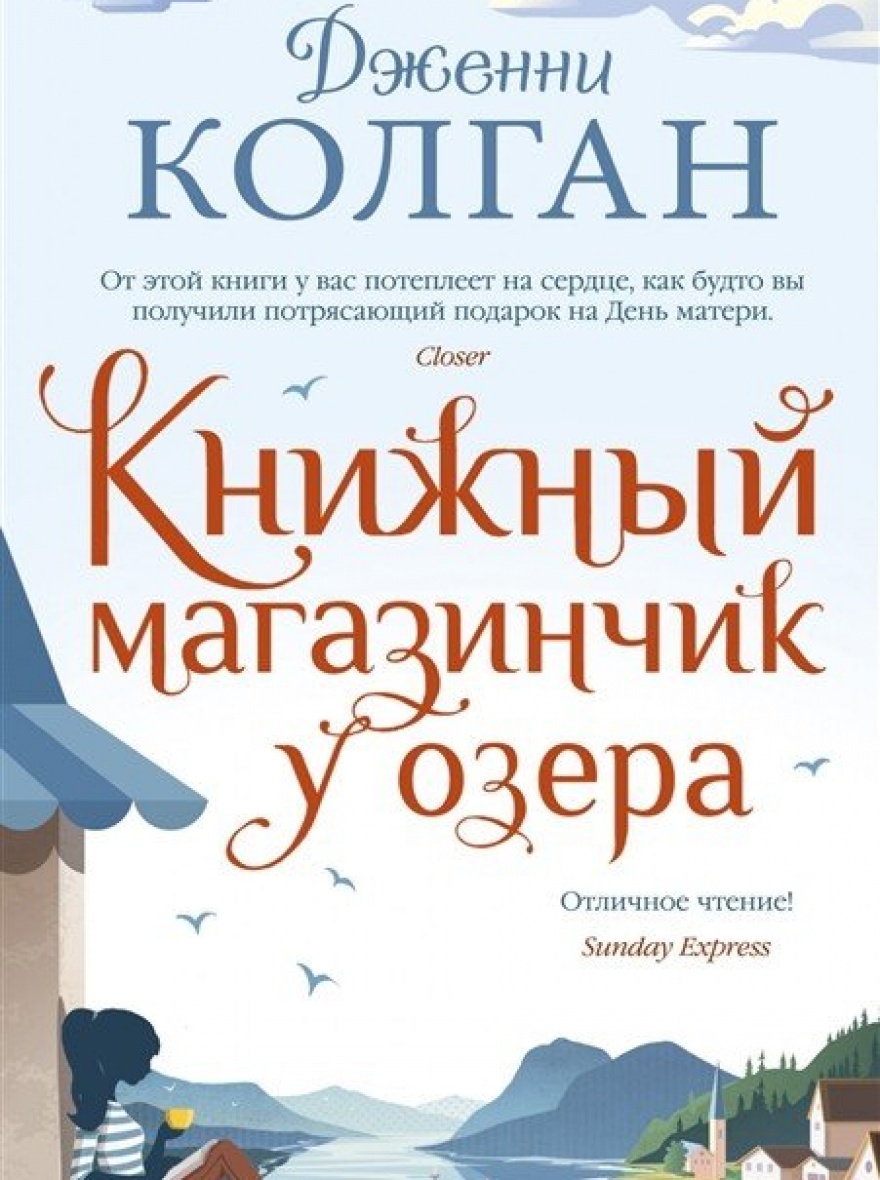 Дженни
КОЛГАН
От этой книги у вас потеплеет на сердце, как будто вы
получили потрясающий подарок на День матери.
Closer
Книжный
магазинчик
у озера
Отличное чтение!
Sunday Express